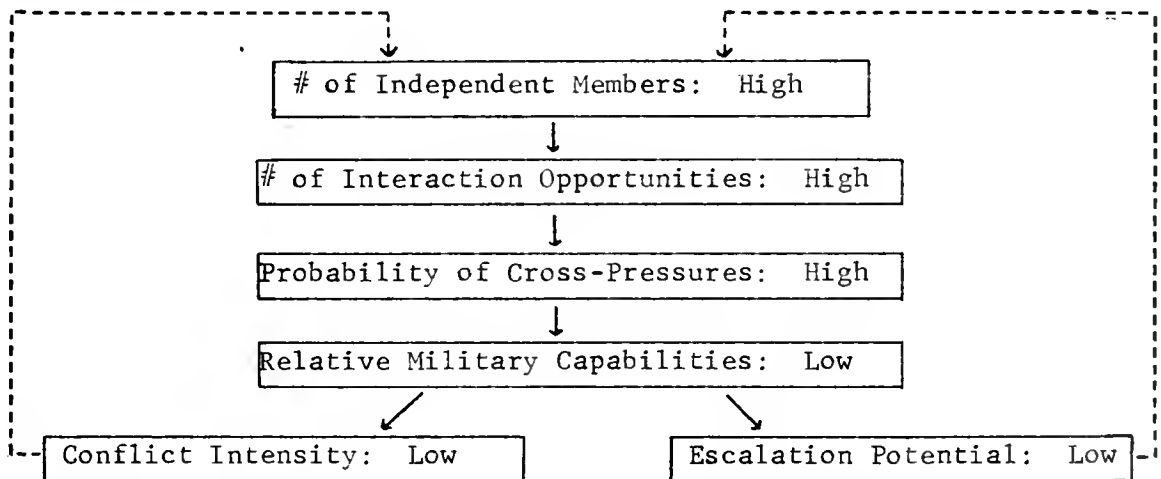 # of Independent Members: High
# of Interaction Opportunities: High
Probability of Cross-Pressures: High
Relative Military Capabilities: Low
Conflict Intensity: Low
Escalation Potential: Low